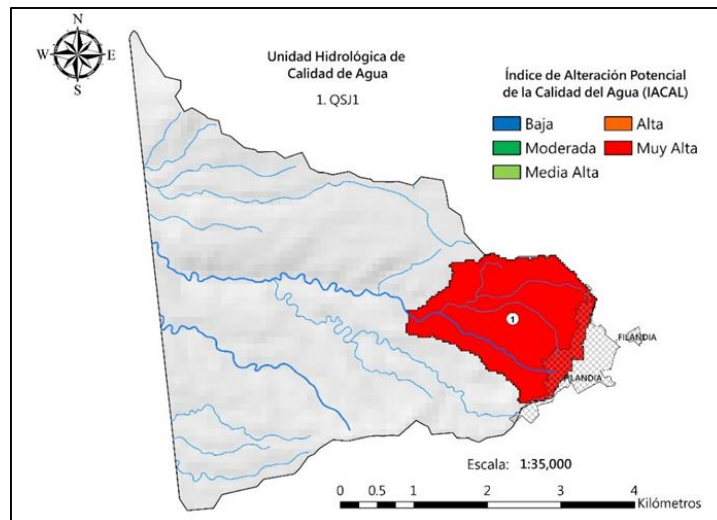 N
W E
S
Unidad Hidrológica de
Calidad de Agua
1. QSJ1
Índice de Alteración Potencial
de la Calidad del Agua (IACAL)
Baja Alta
Moderada Muy Alta
Media Alta
1
FILANDIA
FILANDIA
Escala: 1:35,000
0 0.5 1 2 3 4
Kilómetros